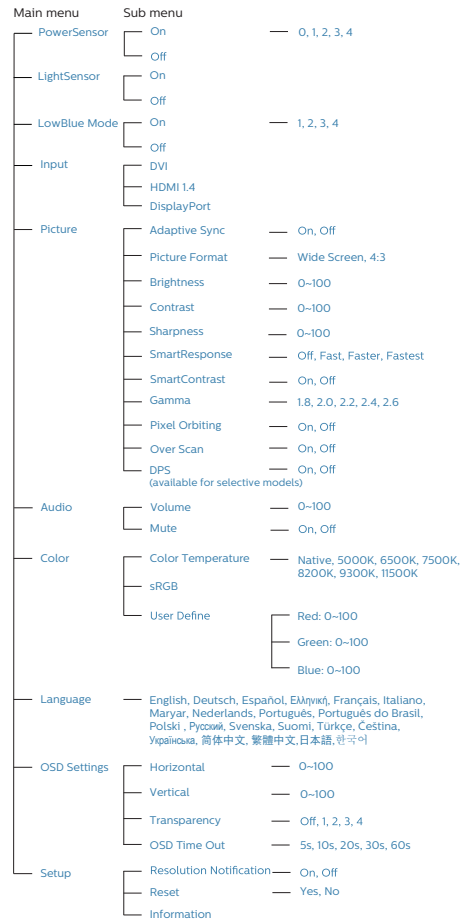 Main menu Sub menu
PowerSensor On 0, 1, 2, 3, 4
Off
LightSensor On
Off
LowBlue Mode On 1, 2, 3, 4
Off
Input DVI
HDMI 1.4
DisplayPort
Picture Adaptive Sync On, Off
Picture Format Wide Screen, 4:3
Brightness 0~100
Contrast 0~100
Sharpness 0~100
SmartResponse Off, Fast, Faster, Fastest
SmartContrast On, Off
Gamma 1.8, 2.0, 2.2, 2.4, 2.6
Pixel Orbiting On, Off
Over Scan On, Off
DPS On, Off
(available for selective models)
Audio Volume 0~100
Mute On, Off
Color Color Temperature Native, 5000K, 6500K, 7500K,
8200K, 9300K, 11500K
sRGB
User Define Red: 0~100
Green: 0~100
Blue: 0~100
Language English, Deutsch, Español, Ελληνική, Français, Italiano,
Maryar, Nederlands, Português, Português do Brasil,
Polski , Русский, Svenska, Suomi, Türkçe, Čeština,
Українська, 简体中文, 繁體中文,日本語,한국어
OSD Settings Horizontal 0~100
Vertical 0~100
Transparency Off, 1, 2, 3, 4
OSD Time Out 5s, 10s, 20s, 30s, 60s
Setup Resolution Notification On, Off
Reset Yes, No
Information